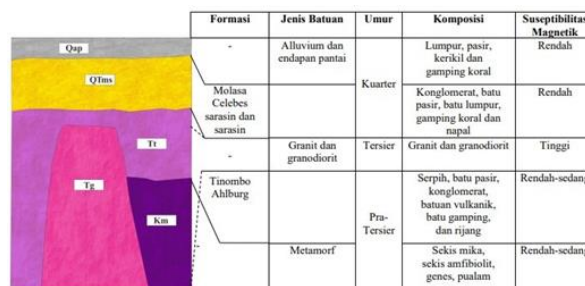 Formasi Jenis Batuan Umur Komposisi Suseptibilitas
Magnetik
Qap
QTms
Tt
Tg
Km
- Alluvium dan
endapan pantai
Kuarter
Lumpur, pasir,
kerikil dan
gamping koral
Rendah
Molasa
Celebes
sarasin dan
sarasin
Konglomerat, batu
pasir, batu lumpur,
gamping koral dan
napal
Rendah
- Granit dan
granodiorit
Tersier
Granit dan granodiorit
Tinggi
Tinombo
Ahlburg
Pra-
Tersier
Serpih, batu pasir,
konglomerat,
batuan vulkanik,
batu gamping,
dan rijang
Rendah-sedang
Metamorf
Sekis mika,
sekis amfibiolit,
genes, pualam
Rendah-sedang